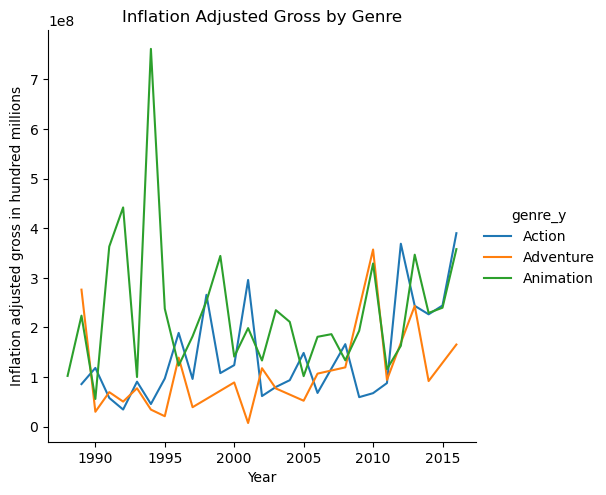 Inflation Adjusted Gross by Genre
1e8
7
6
5
4
3
2
1
0
Inflation adjusted gross in hundred millions
1990 1995 2000 2005 2010 2015
Year
genre_y
Action
Adventure
Animation